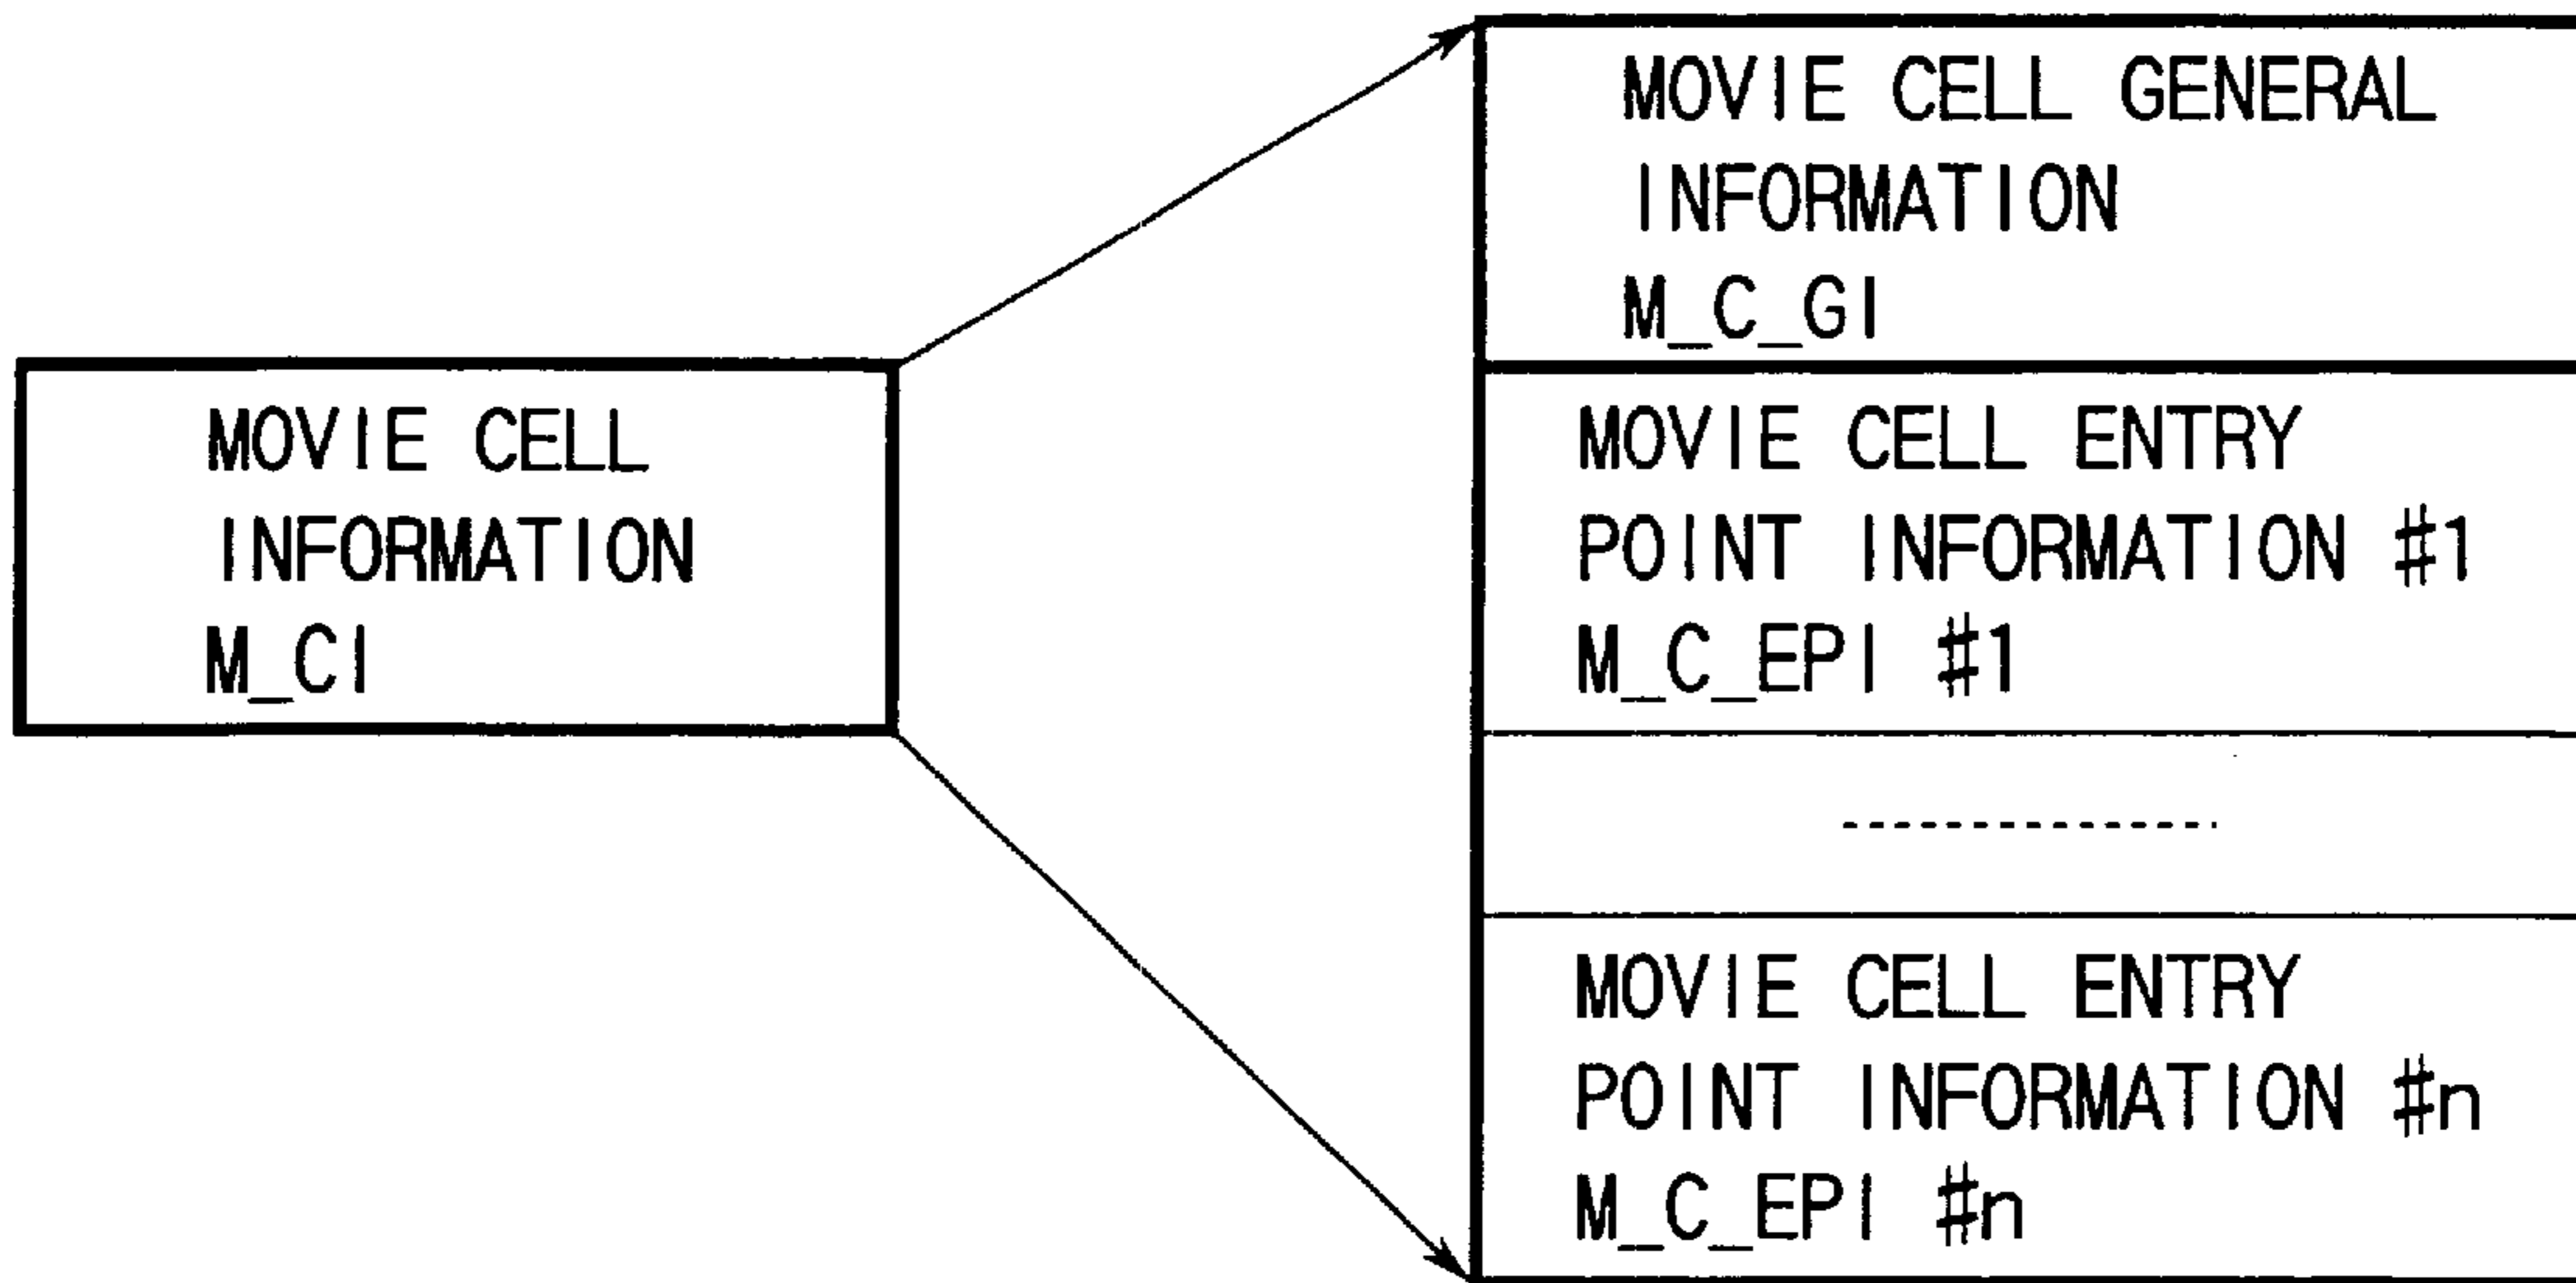 MOVIE CELL
INFORMATION
M_CI
MOVIE CELL GENERAL
INFORMATION
M_C_GI
MOVIE CELL ENTRY
POINT INFORMATION #1
M_C_EPI #1
MOVIE CELL ENTRY
POINT INFORMATION #n
M_C_EPI #n